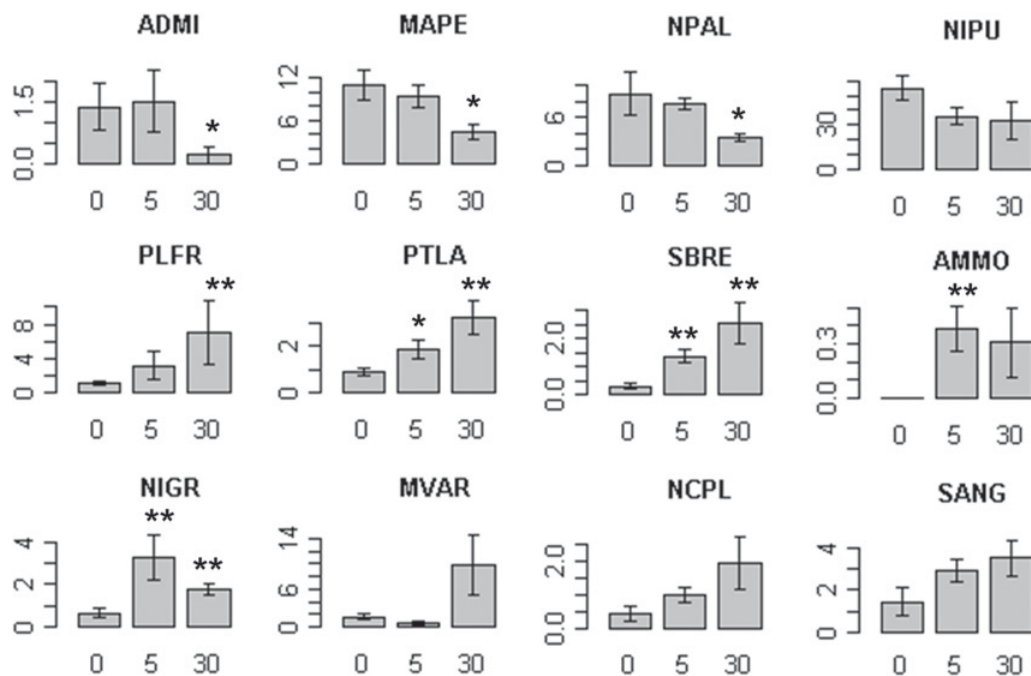 ADMI MAPE NPAL NIPU
1.5 0.0 * 12 6 0 * 6 0 * 30 0
0 5 30 0 5 30 0 5 30 0 5 30
PLFR PTLA SBRE AMMO
8 4 0 ** 2 0 * ** 2.0 0.0 ** ** 0.3 0.0 **
0 5 30 0 5 30 0 5 30 0 5 30
NIGR MVAR NCPL SANG
4 2 0 ** ** 14 6 0 2.0 0.0 4 2 0
0 5 30 0 5 30 0 5 30 0 5 30